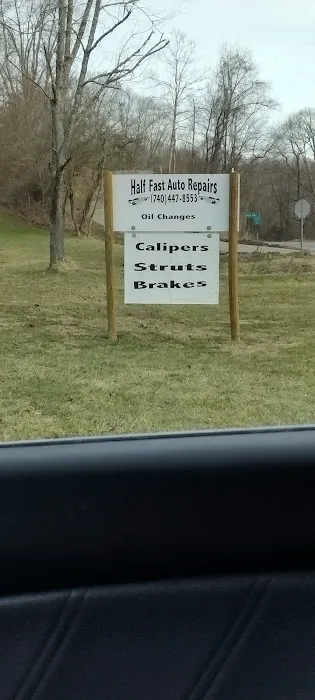 Half Fast Auto Repairs
(740) 447-8553
Oil Changes
Calipers
Struts
Brakes